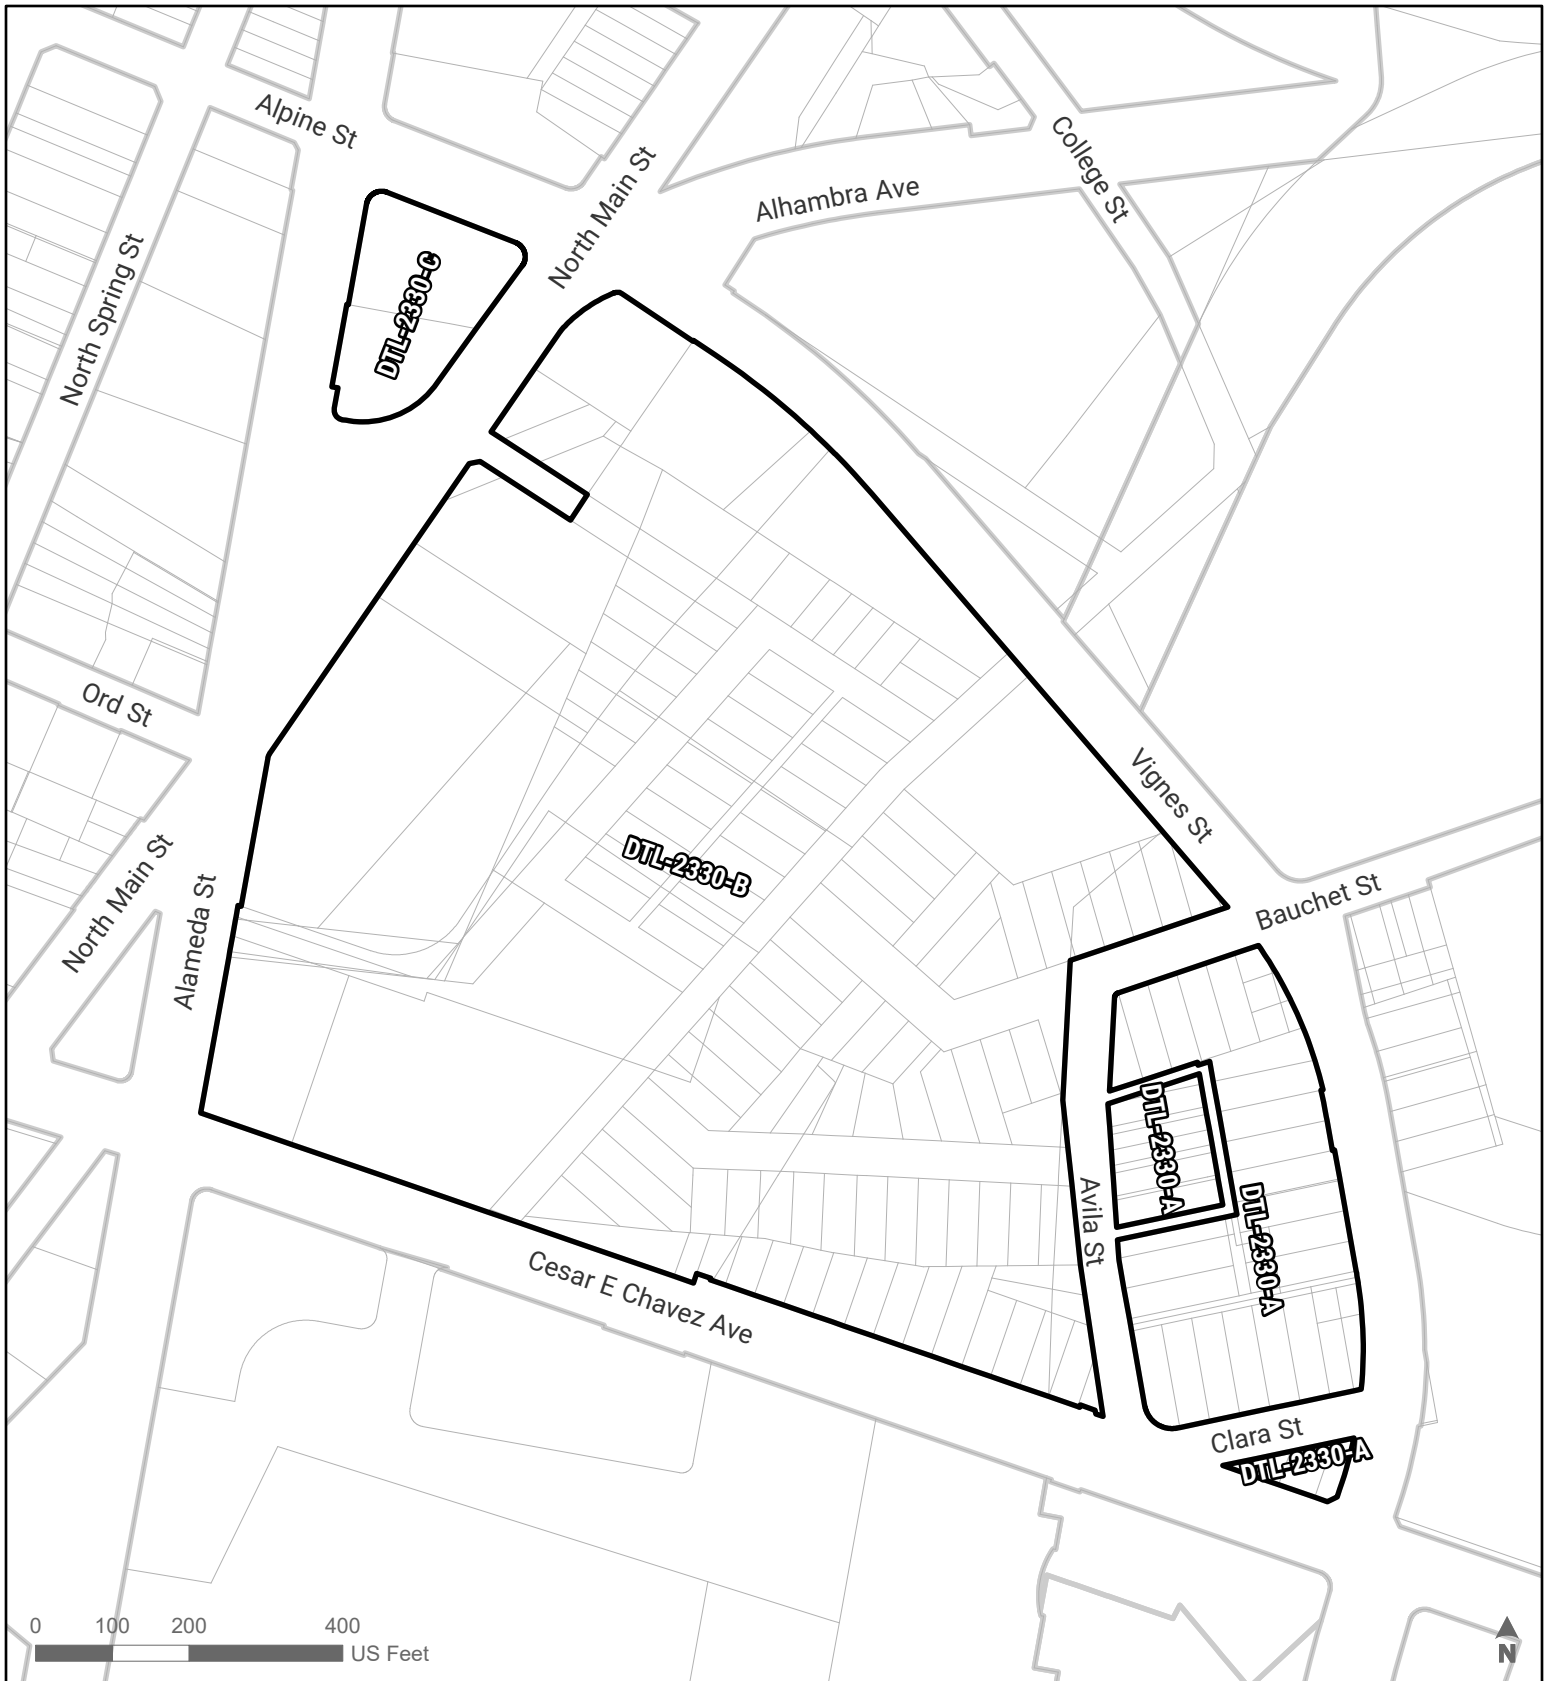 Alpine St
College St
North Main St
Alhambra Ave
North Spring St
DTL-2330-C
Ord St
Vignes St
North Main St
DTL-2330-B
Alameda St
Bauchet St
DTL-2330-A
Avila St
DTL-2330-A
Cesar E Chavez Ave
Clara St
DTL-2330-A
0 100 200 400
US Feet
N